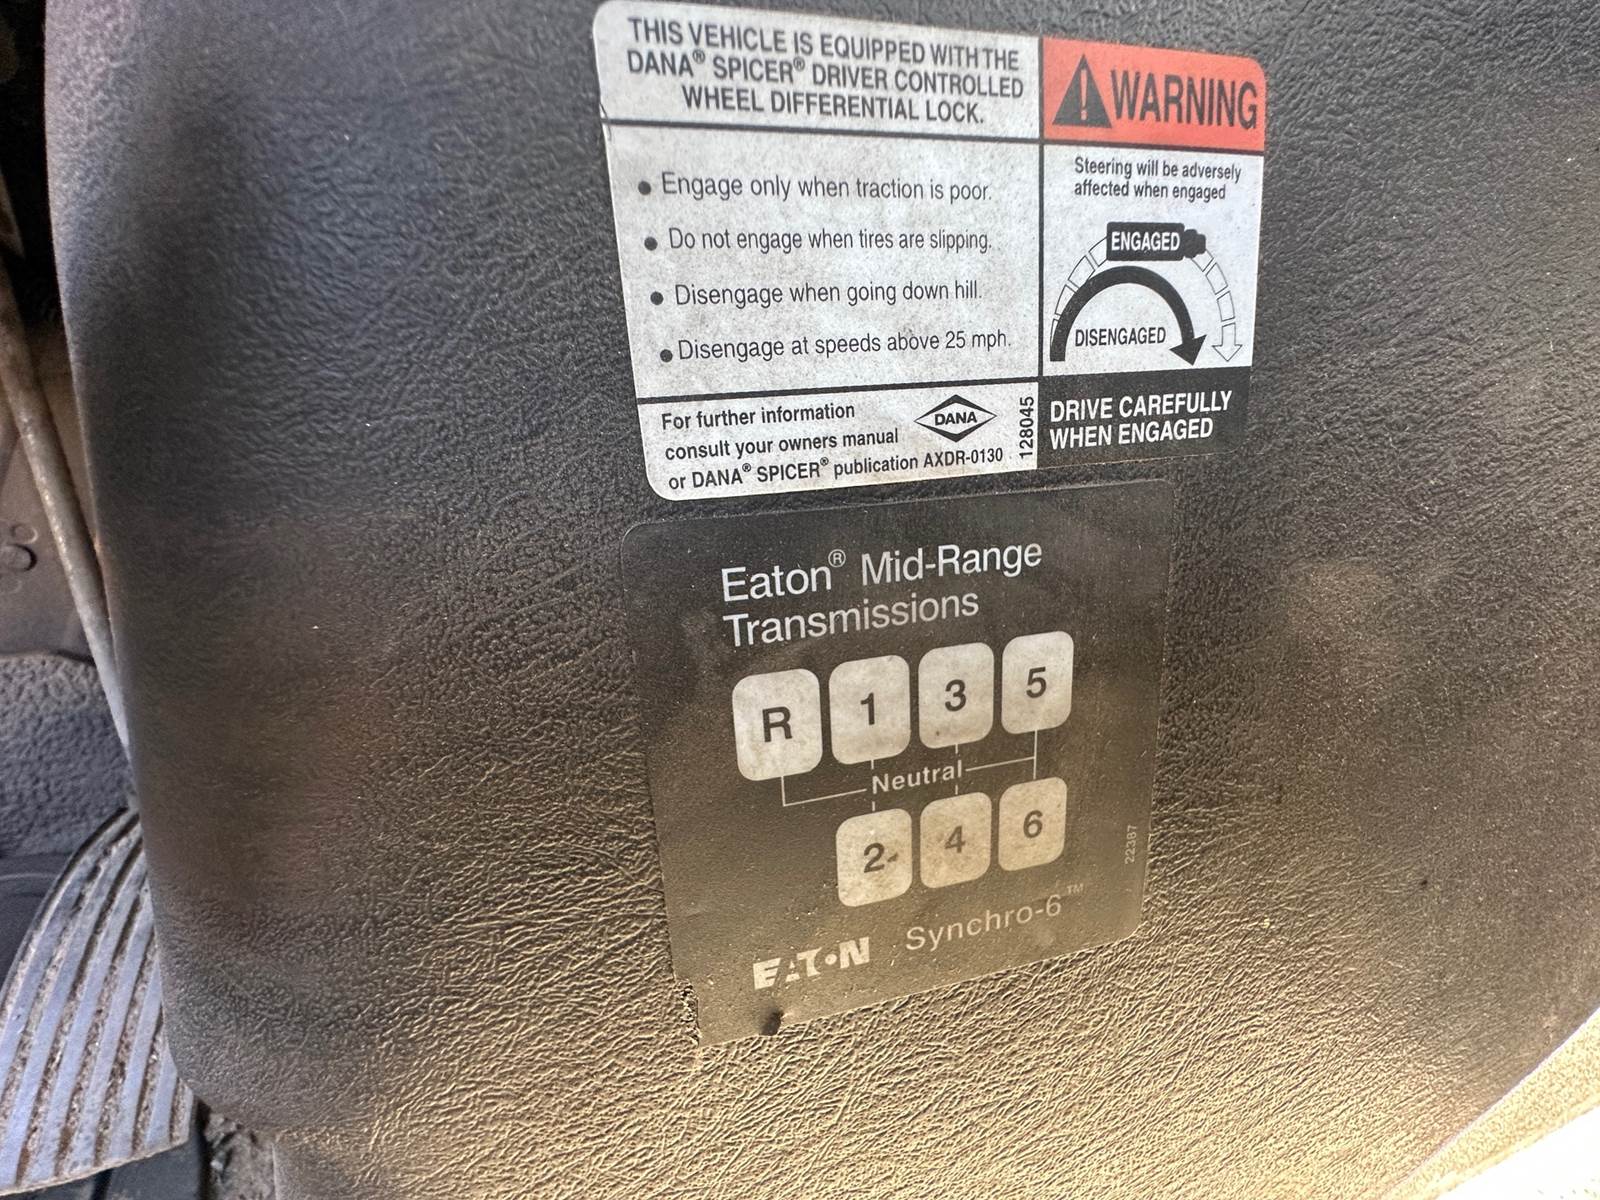 THIS VEHICLE IS EQUIPPED WITH THE
DANA® SPICER® DRIVER CONTROLLED
WHEEL DIFFERENTIAL LOCK.
WARNING
• Engage only when traction is poor.
• Do not engage when tires are slipping.
• Disengage when going down hill.
• Disengage at speeds above 25 mph.
Steering will be adversely
affected when engaged
ENGAGED
DISENGAGED
For further information
consult your owners manual
or DANA® SPICER® publication AXDR-0130
DANA
128045
DRIVE CAREFULLY
WHEN ENGAGED
Eaton® Mid-Range
Transmissions
R 1 3 5
Neutral
2 4 6
22387
EATON Synchro-6™